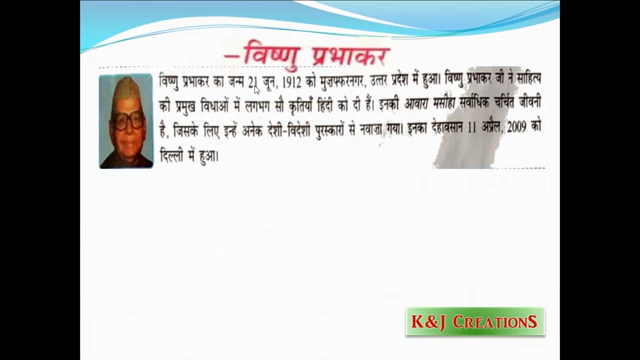 –विष्णु प्रभाकर
विष्णु प्रभाकर का जन्म 21 जून, 1912 को मुज़फ्फरनगर, उत्तर प्रदेश में हुआ। विष्णु प्रभाकर जी ने साहित्य
की प्रमुख विधाओं में लगभग सौ कृतियाँ हिंदी को दी हैं। इनकी आवारा मसीहा सर्वाधिक चर्चित जीवनी
है, जिसके लिए इन्हें अनेक देशी-विदेशी पुरस्कारों से नवाजा गया। इनका देहावसान 11 अप्रैल, 2009 को
दिल्ली में हुआ।
K&J CREATIONS